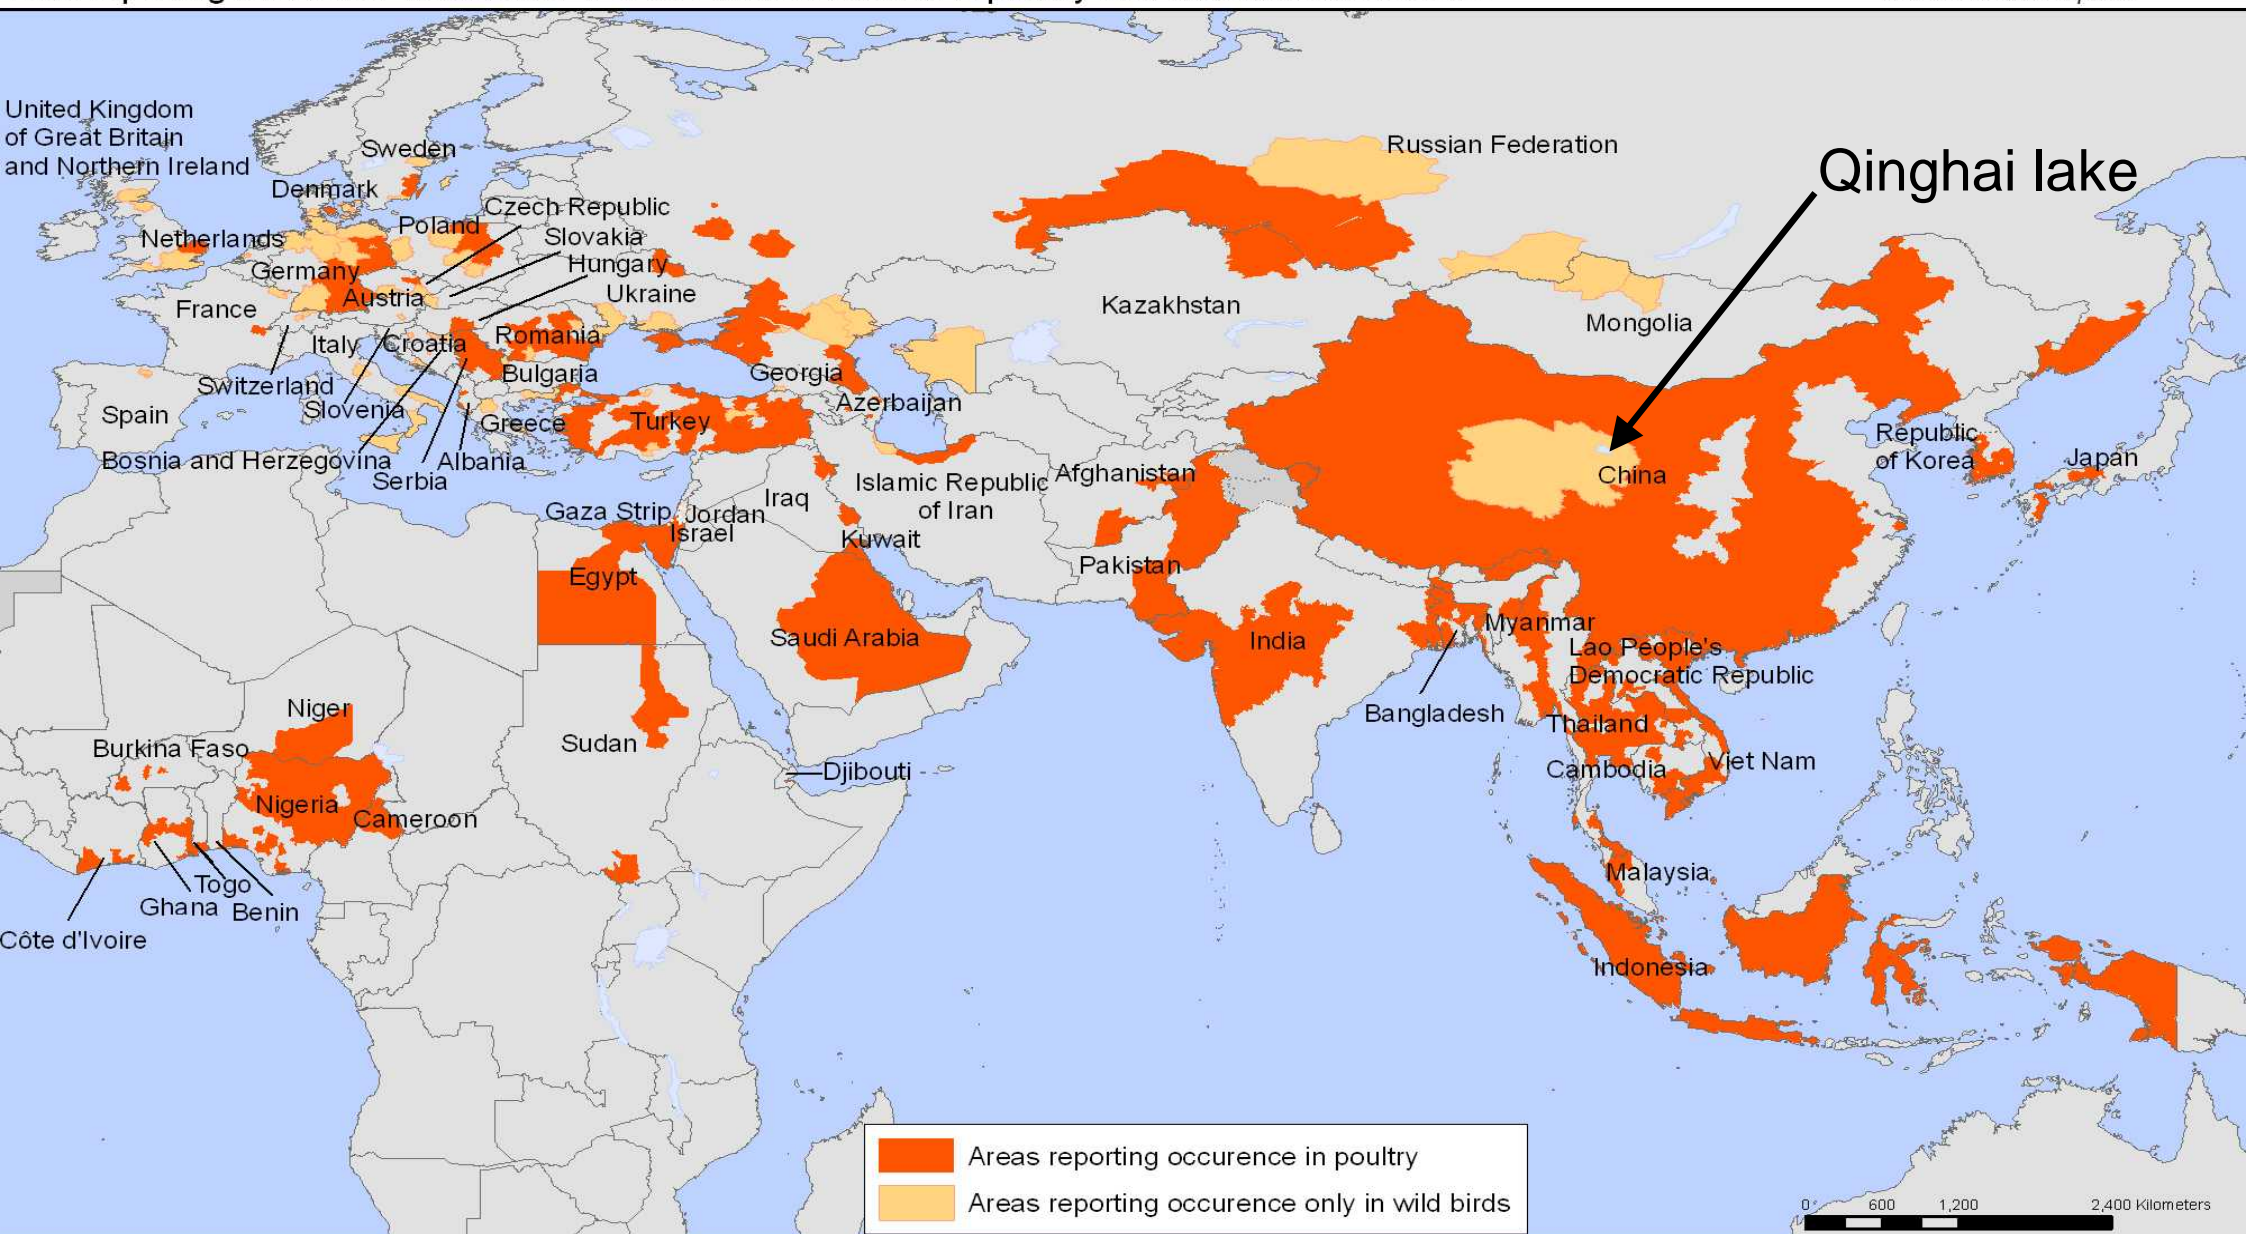 United Kingdom
of Great Britain
and Northern Ireland
Sweden
Denmark
Russian Federation
Qinghai lake
Czech Republic
Poland
Slovakia
Netherlands
Hungary
Germany
Austria
Ukraine
France
Kazakhstan
Mongolia
Italy
Croatia
Romania
Bulgaria
Georgia
Switzerland
Slovenia
Azerbaijan
Spain
Greece
Turkey
Republic
of Korea
Japan
Bosnia and Herzegovina
Albania
Serbia
Afghanistan
China
Islamic Republic
of Iran
Iraq
Gaza Strip
Jordan
Israel
Kuwait
Pakistan
Egypt
Saudi Arabia
India
Myanmar
Lao People's
Democratic Republic
Bangladesh
Thailand
Viet Nam
Cambodia
Niger
Burkina Faso
Sudan
Djibouti
Nigeria
Cameroon
Togo
Ghana
Benin
Côte d'Ivoire
Malaysia
Indonesia
Areas reporting occurence in poultry
Areas reporting occurence only in wild birds
0 600 1,200 2,400 Kilometers